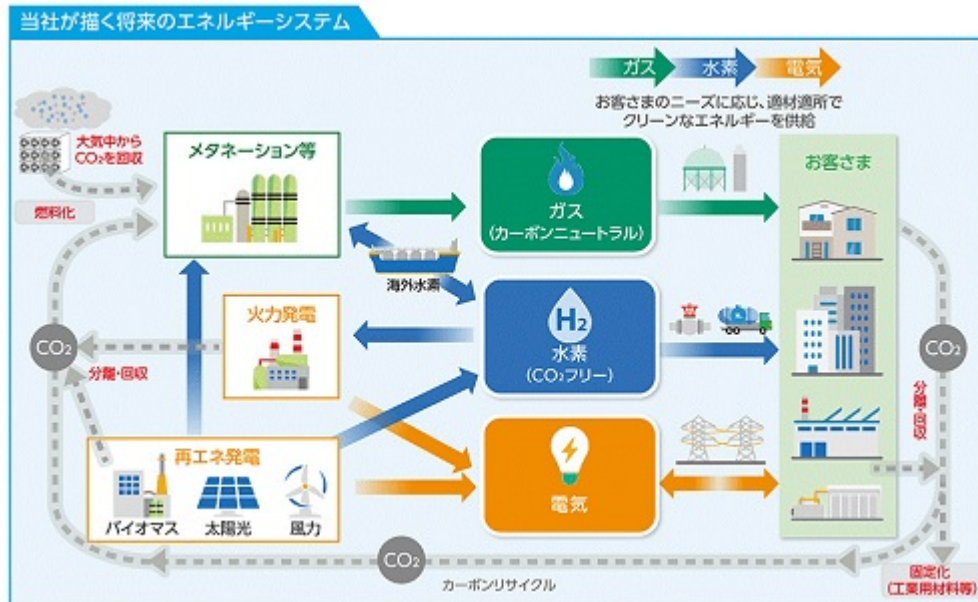 当社が描く将来のエネルギーシステム
ガス
水素
電気
お客さまのニーズに応じ、適材適所で
クリーンなエネルギーを供給
大気中から
CO₂を回収
燃料化
メタネーション等
ガス
(カーボンニュートラル)
お客さま
海外水素
火力発電
H₂
水素
(CO₂フリー)
CO₂
分離・回収
CO₂
分離・回収
再エネ発電
バイオマス
太陽光
風力
電気
CO₂
カーボンリサイクル
固定化
(工業用材料等)